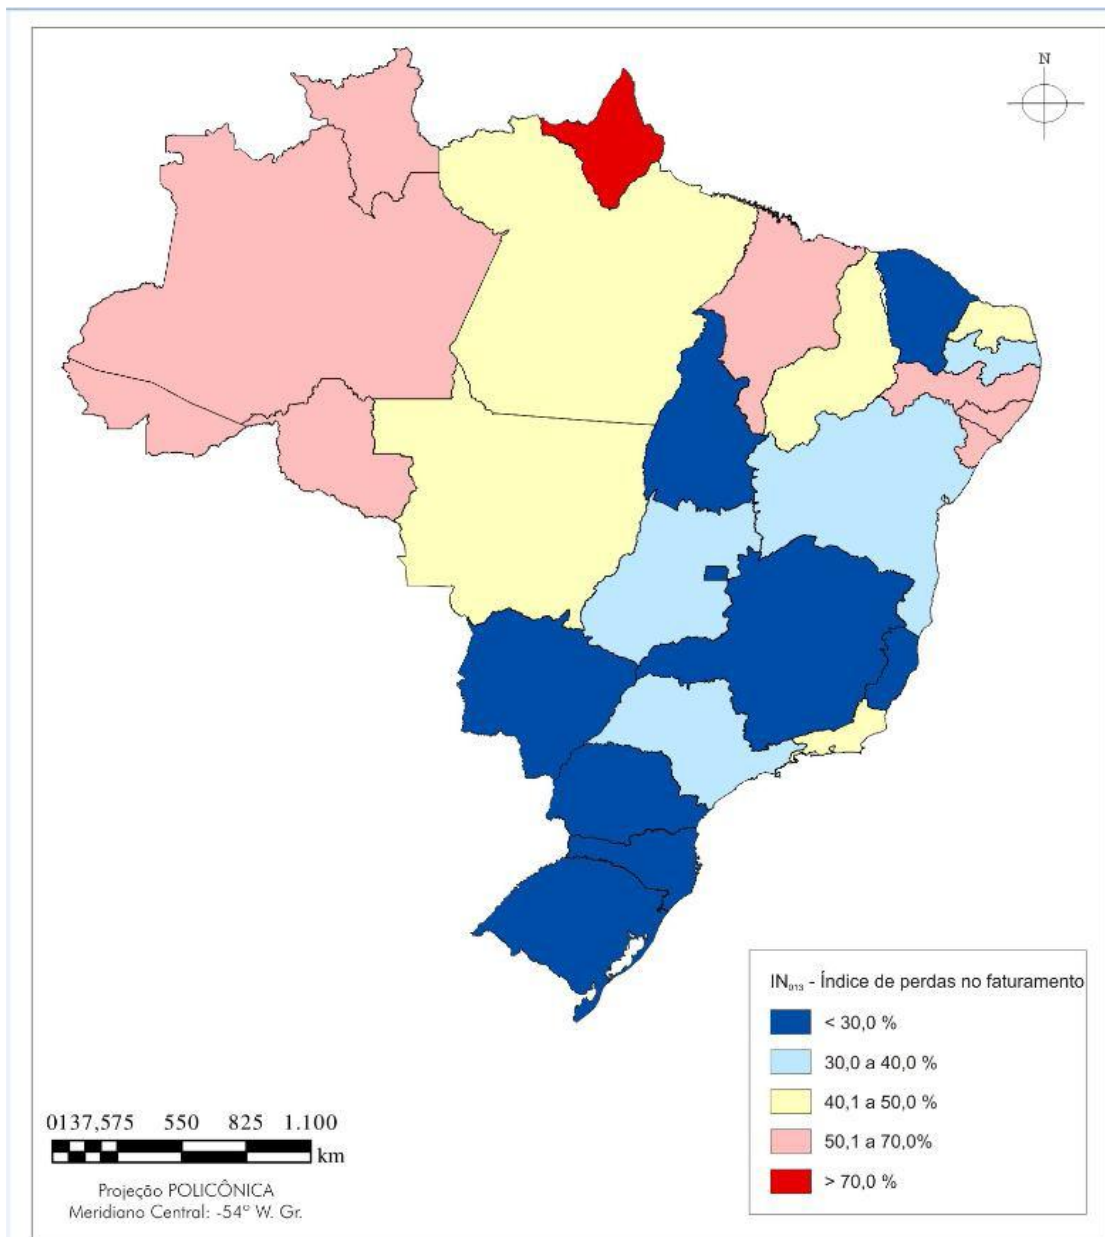 N
IN₀₁₃ - Índice de perdas no faturamento
< 30,0 %
30,0 a 40,0 %
40,1 a 50,0 %
50,1 a 70,0%
> 70,0 %
0137,575 550 825 1.100
km
Projeção POLICÔNICA
Meridiano Central: -54º W. Gr.